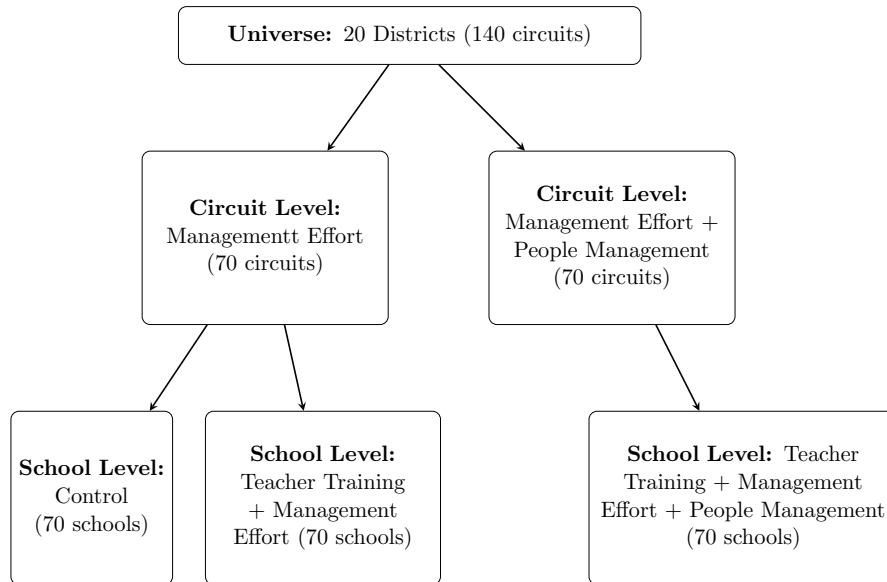 Universe: 20 Districts (140 circuits)
Circuit Level:
Managementt Effort
(70 circuits)
Circuit Level:
Management Effort +
People Management
(70 circuits)
School Level:
Control
(70 schools)
School Level:
Teacher Training
+ Management
Effort (70 schools)
School Level: Teacher
Training + Management
Effort + People Management
(70 schools)